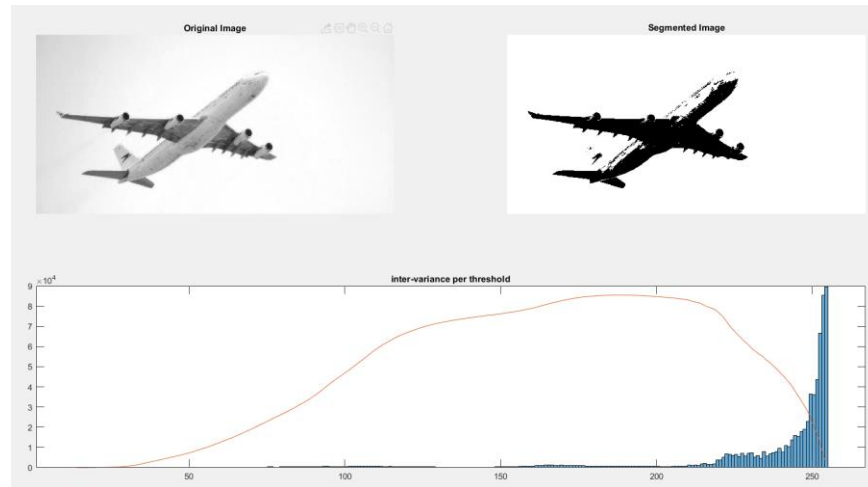 Original Image
Segmented Image
inter-variance per threshold
×10⁴
9
8
7
6
5
4
3
2
1
0
50 100 150 200 250